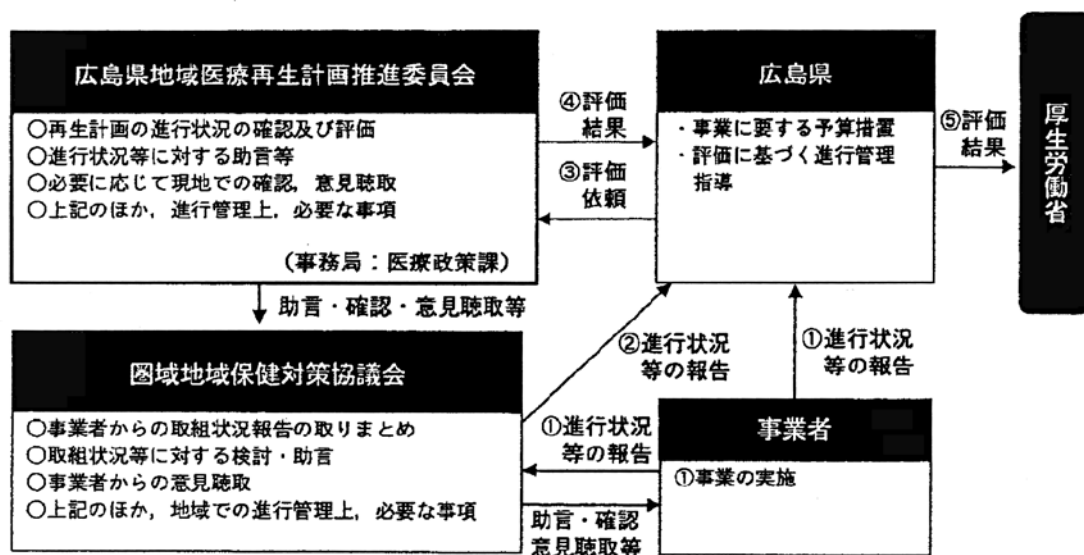 広島県地域医療再生計画推進委員会
○再生計画の進行状況の確認及び評価
○進行状況等に対する助言等
○必要に応じて現地での確認，意見聴取
○上記のほか，進行管理上，必要な事項
（事務局：医療政策課）
④評価
結果
③評価
依頼
広島県
・事業に要する予算措置
・評価に基づく進行管理
指導
⑤評価
結果
厚生労働省
助言・確認・意見聴取等
②進行状況
等の報告
①進行状況
等の報告
圏域地域保健対策協議会
○事業者からの取組状況報告の取りまとめ
○取組状況等に対する検討・助言
○事業者からの意見聴取
○上記のほか，地域での進行管理上，必要な事項
①進行状況
等の報告
助言・確認
意見聴取等
事業者
①事業の実施